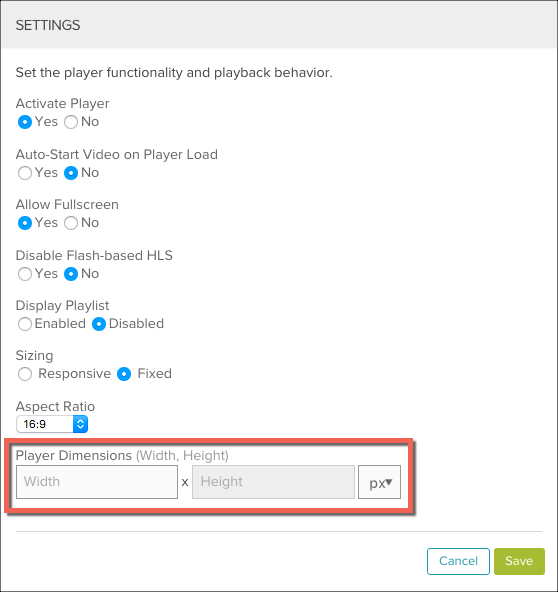 SETTINGS
Set the player functionality and playback behavior.
Activate Player
Yes No
Auto-Start Video on Player Load
Yes No
Allow Fullscreen
Yes No
Disable Flash-based HLS
Yes No
Display Playlist
Enabled Disabled
Sizing
Responsive Fixed
Aspect Ratio
16:9
Player Dimensions (Width, Height)
Width x Height px
Cancel Save